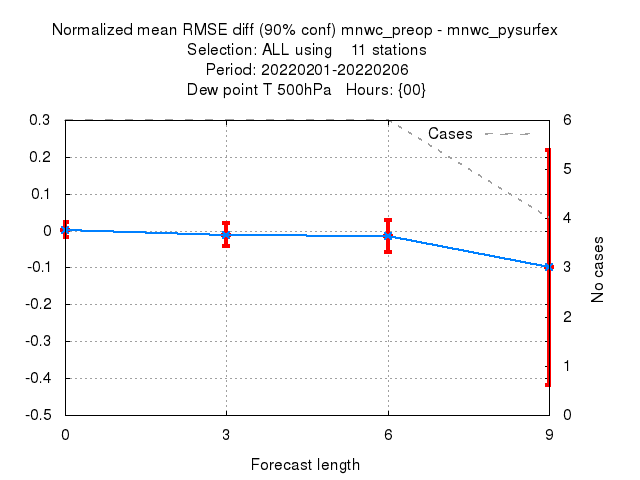 Normalized mean RMSE diff (90% conf) mnwc_preop - mnwc_pysurfex
Selection: ALL using    11 stations
Period: 20220201-20220206
Dew point T 500hPa   Hours: {00}
Cases
0.3
0.2
0.1
0
-0.1
-0.2
-0.3
-0.4
-0.5
6
5
4
3
2
1
0
No cases
0 3 6 9
Forecast length